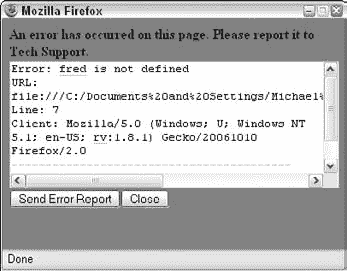 Mozilla Firefox
An error has occurred on this page. Please report it to
Tech Support.
Error: fred is not defined
URL:
file:///C:/Documents%20and%20Settings/Michael%
Line: 7
Client: Mozilla/5.0 (Windows; U; Windows NT
5.1; en-US; rv:1.8.1) Gecko/20061010
Firefox/2.0
-----------------------------------
Send Error Report Close
Done